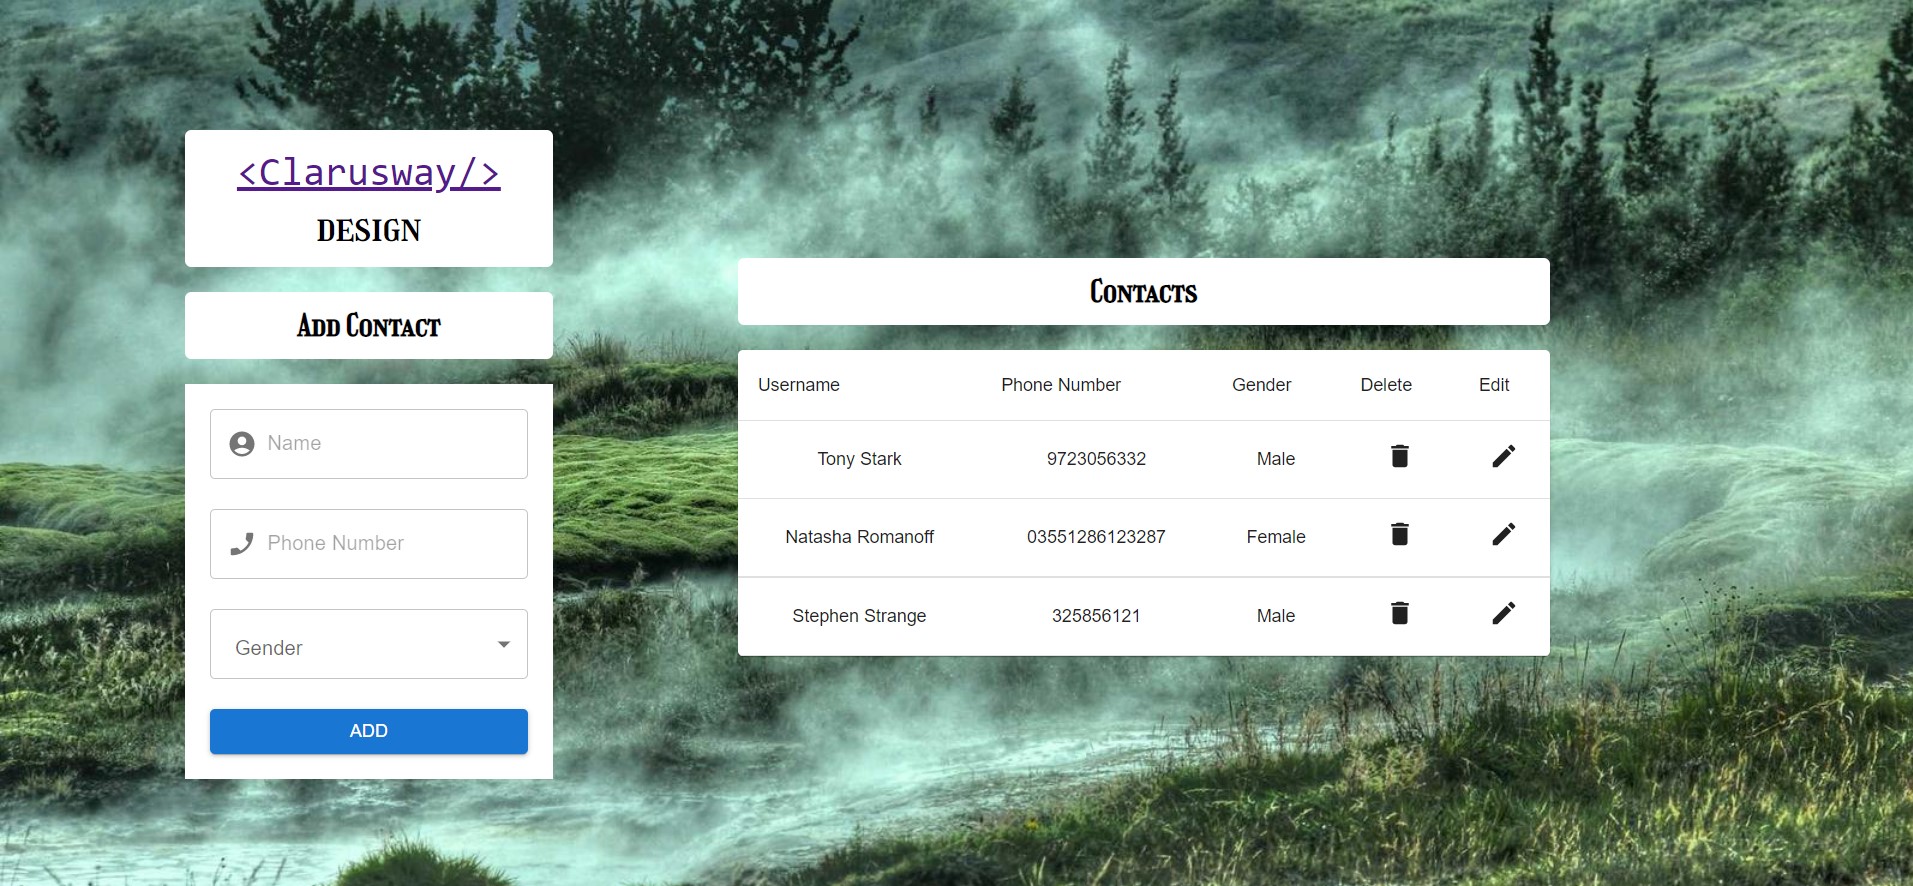 <Clarusway/>
DESIGN
Add Contact
Name
Phone Number
Gender
ADD
Contacts
Username Phone Number Gender Delete Edit
Tony Stark 9723056332 Male
Natasha Romanoff 03551286123287 Female
Stephen Strange 325856121 Male